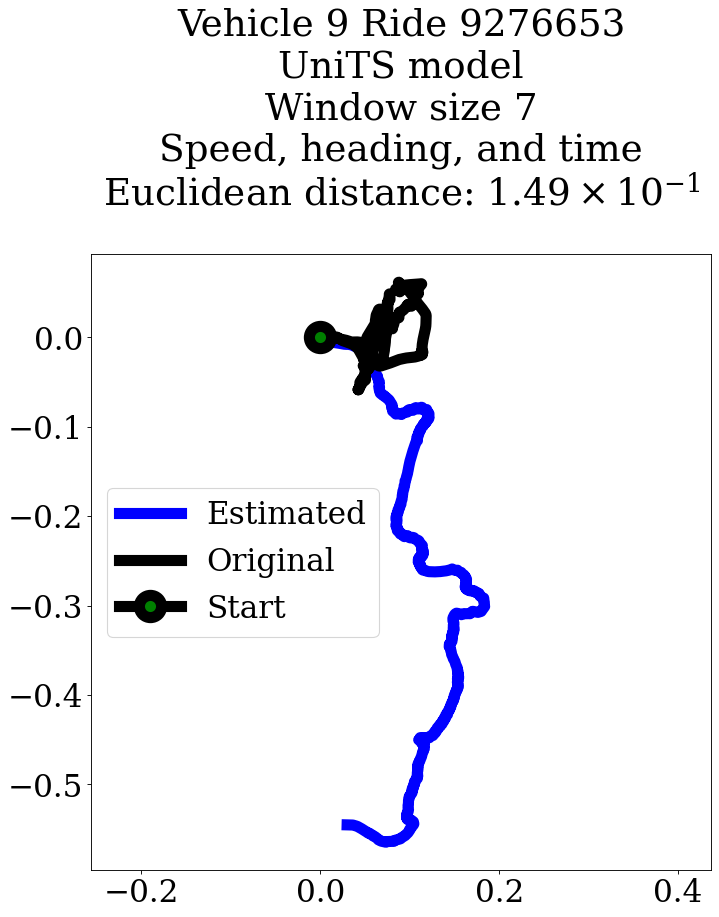 Vehicle 9 Ride 9276653
UniTS model
Window size 7
Speed, heading, and time
Euclidean distance: 1.49 × 10⁻¹
0.0
−0.1
−0.2
−0.3
−0.4
−0.5
Estimated
Original
Start
−0.2
0.0
0.2
0.4